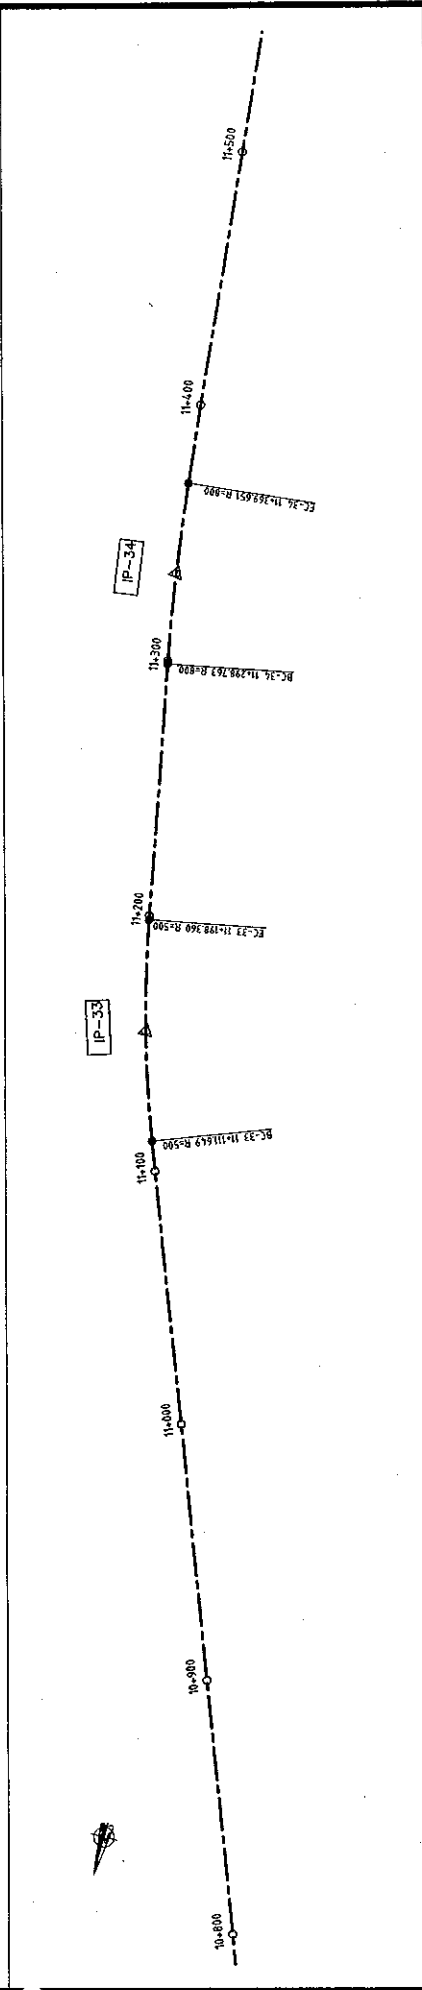 11+500
11+400
EC-34 11+369.651 R=800
IP-34
11+300
BC-34 11+298.763 R=800
11+200
EC-33 11+198.360 R=500
IP-33
BC-33 11+111.649 R=500
11+100
11+000
10+900
10+800